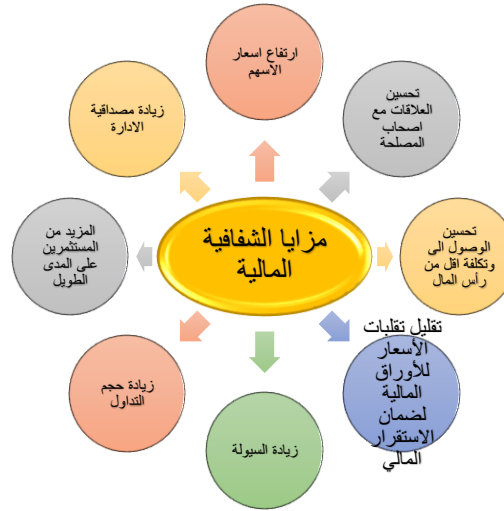 ارتفاع اسعار
الاسهم
تحسين
العلاقات مع
اصحاب
المصلحة
تحسين
الوصول الى
وتكلفة اقل من
رأس المال
تقليل تقلبات
الأسعار
للأوراق
المالية
لضمان
الاستقرار
المالي
زيادة السيولة
زيادة حجم
التداول
المزيد من
المستثمرين
على المدى
الطويل
زيادة مصداقية
الادارة
مزايا الشفافية
المالية